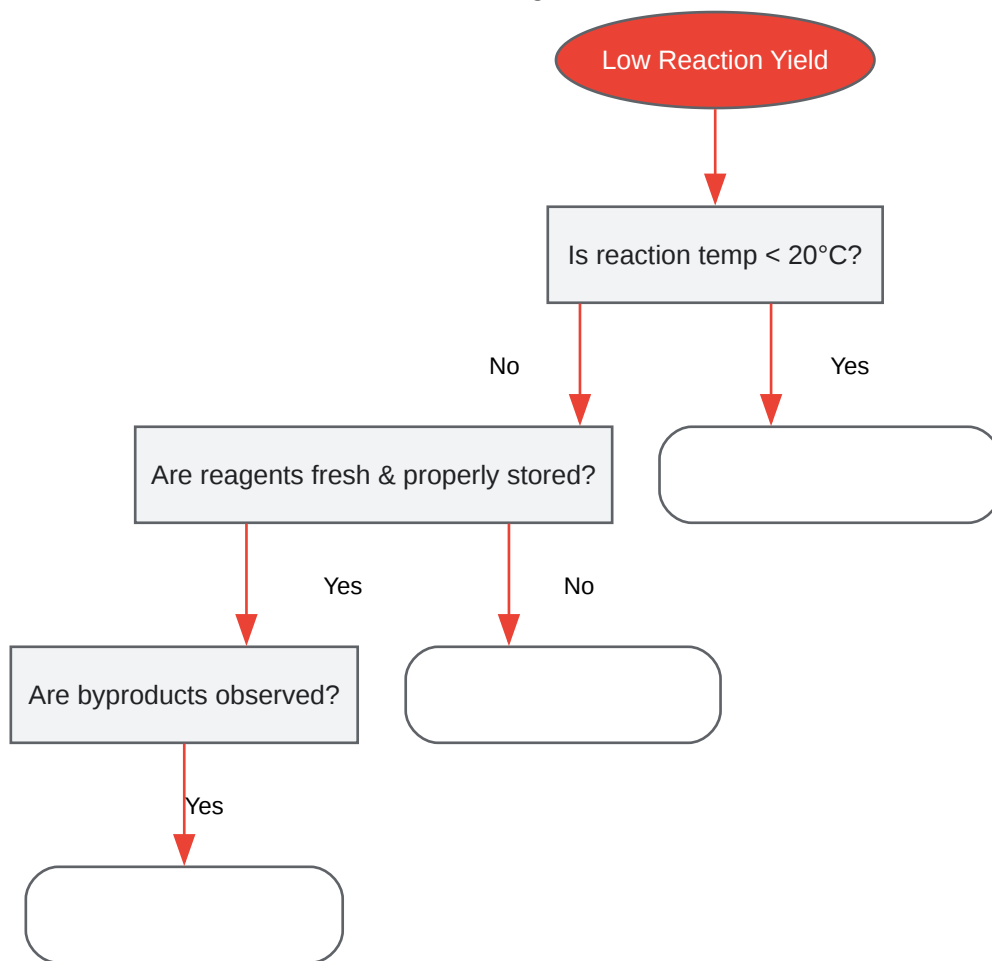 Low Reaction Yield
Is reaction temp < 20°C?
No
Yes
Are reagents fresh & properly stored?
Yes
No
Are byproducts observed?
Yes